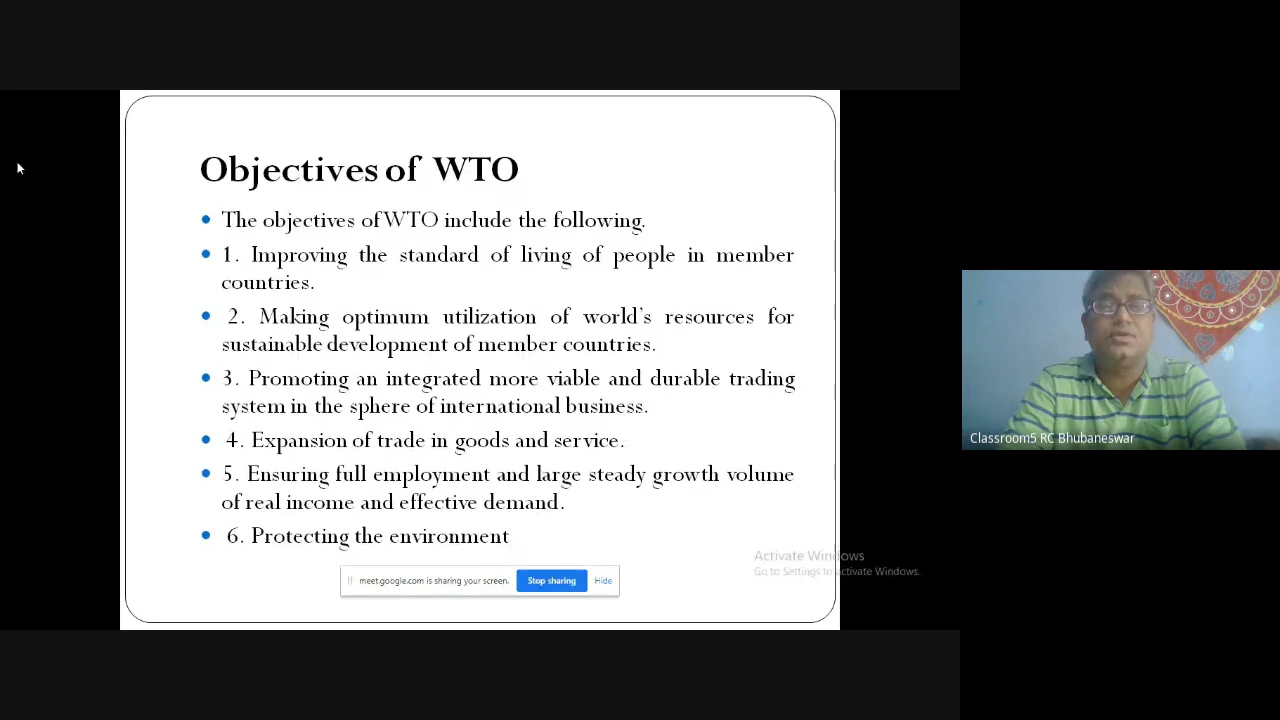 Objectives of WTO
The objectives of WTO include the following.
1. Improving the standard of living of people in member
countries.
2. Making optimum utilization of world's resources for
sustainable development of member countries.
3. Promoting an integrated more viable and durable trading
system in the sphere of international business.
4. Expansion of trade in goods and service.
5. Ensuring full employment and large steady growth volume
of real income and effective demand.
6. Protecting the environment
meet.google.com is sharing your screen. Stop sharing Hide
Activate Windows
Go to Settings to activate Windows.
Classroom5 RC Bhubaneswar